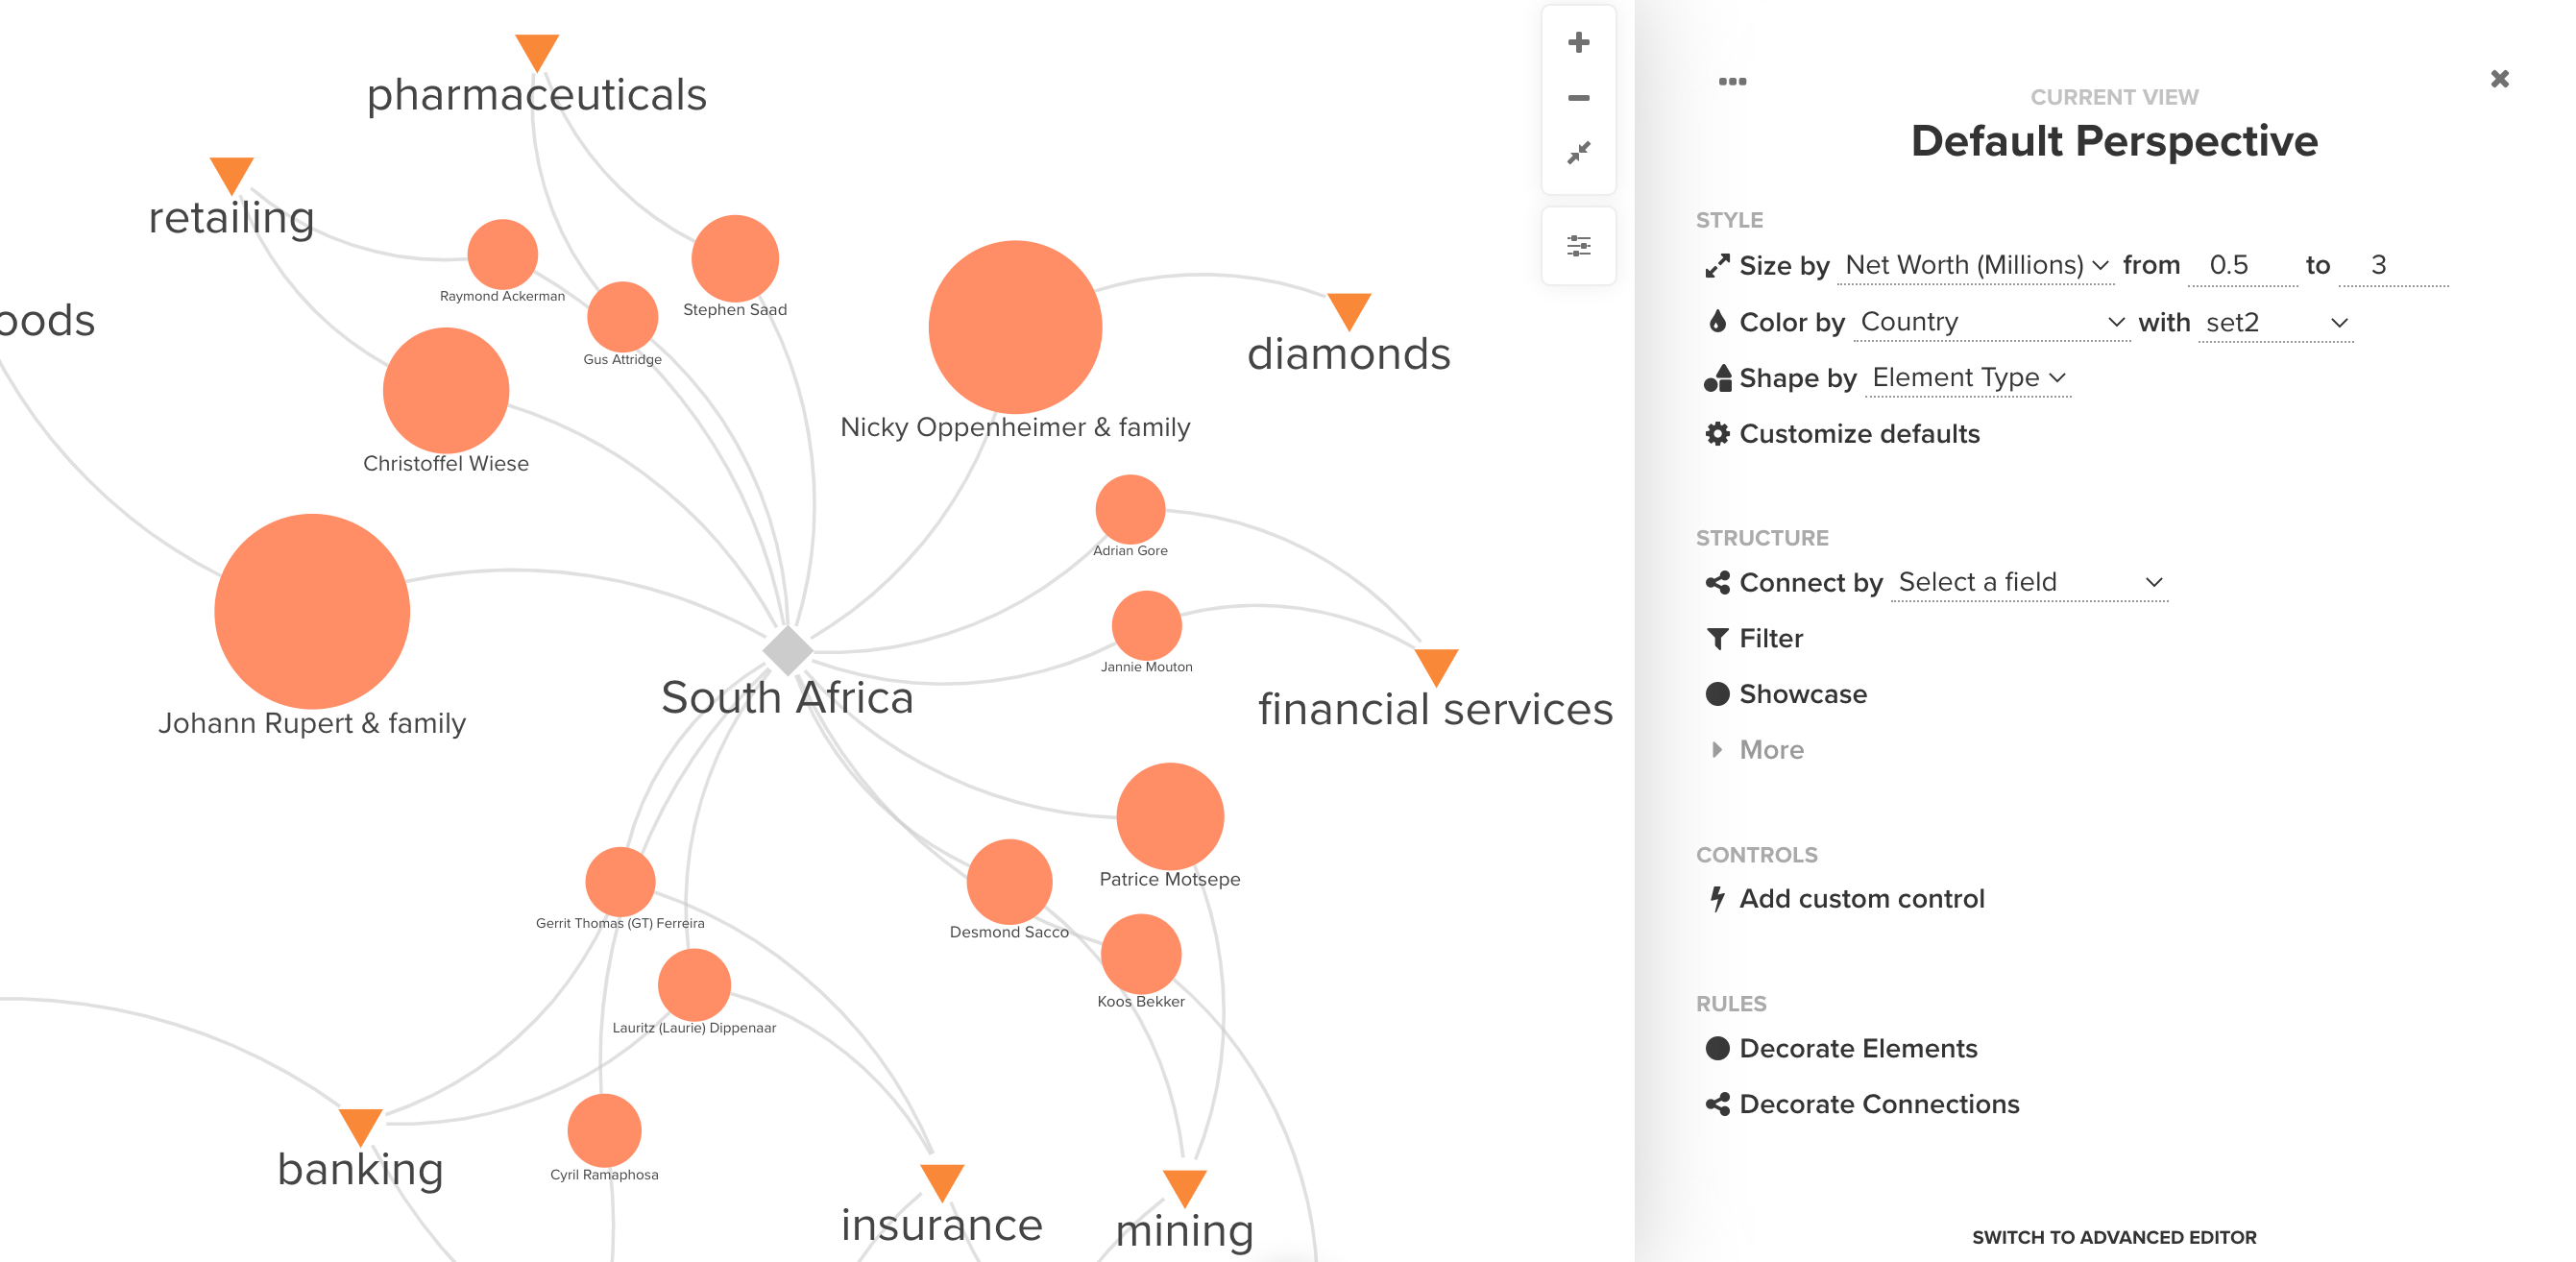 pharmaceuticals
retailing
Raymond Ackerman
Stephen Saad
Gus Attridge
diamonds
Nicky Oppenheimer & family
Christoffel Wiese
Adrian Gore
Jannie Mouton
South Africa
financial services
Johann Rupert & family
Patrice Motsepe
Gerrit Thomas (GT) Ferreira
Desmond Sacco
Koos Bekker
Lauritz (Laurie) Dippenaar
banking
Cyril Ramaphosa
insurance
mining
CURRENT VIEW
Default Perspective
STYLE
Size by Net Worth (Millions) from 0.5 to 3
Color by Country with set2
Shape by Element Type
Customize defaults
STRUCTURE
Connect by Select a field
Filter
Showcase
More
CONTROLS
Add custom control
RULES
Decorate Elements
Decorate Connections
SWITCH TO ADVANCED EDITOR